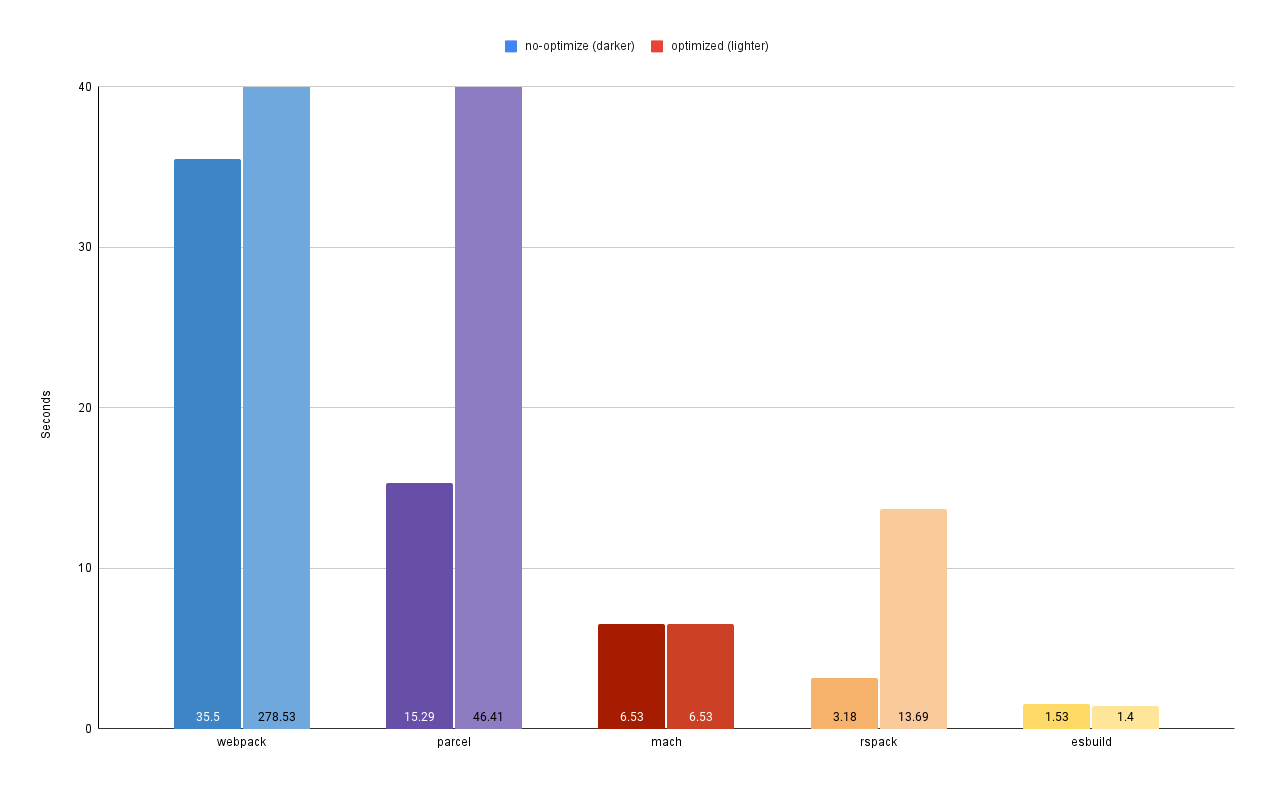 no-optimize (darker) optimized (lighter)
40
30
20
10
0
Seconds
35.5 278.53 15.29 46.41 6.53 6.53 3.18 13.69 1.53 1.4
webpack parcel mach rspack esbuild